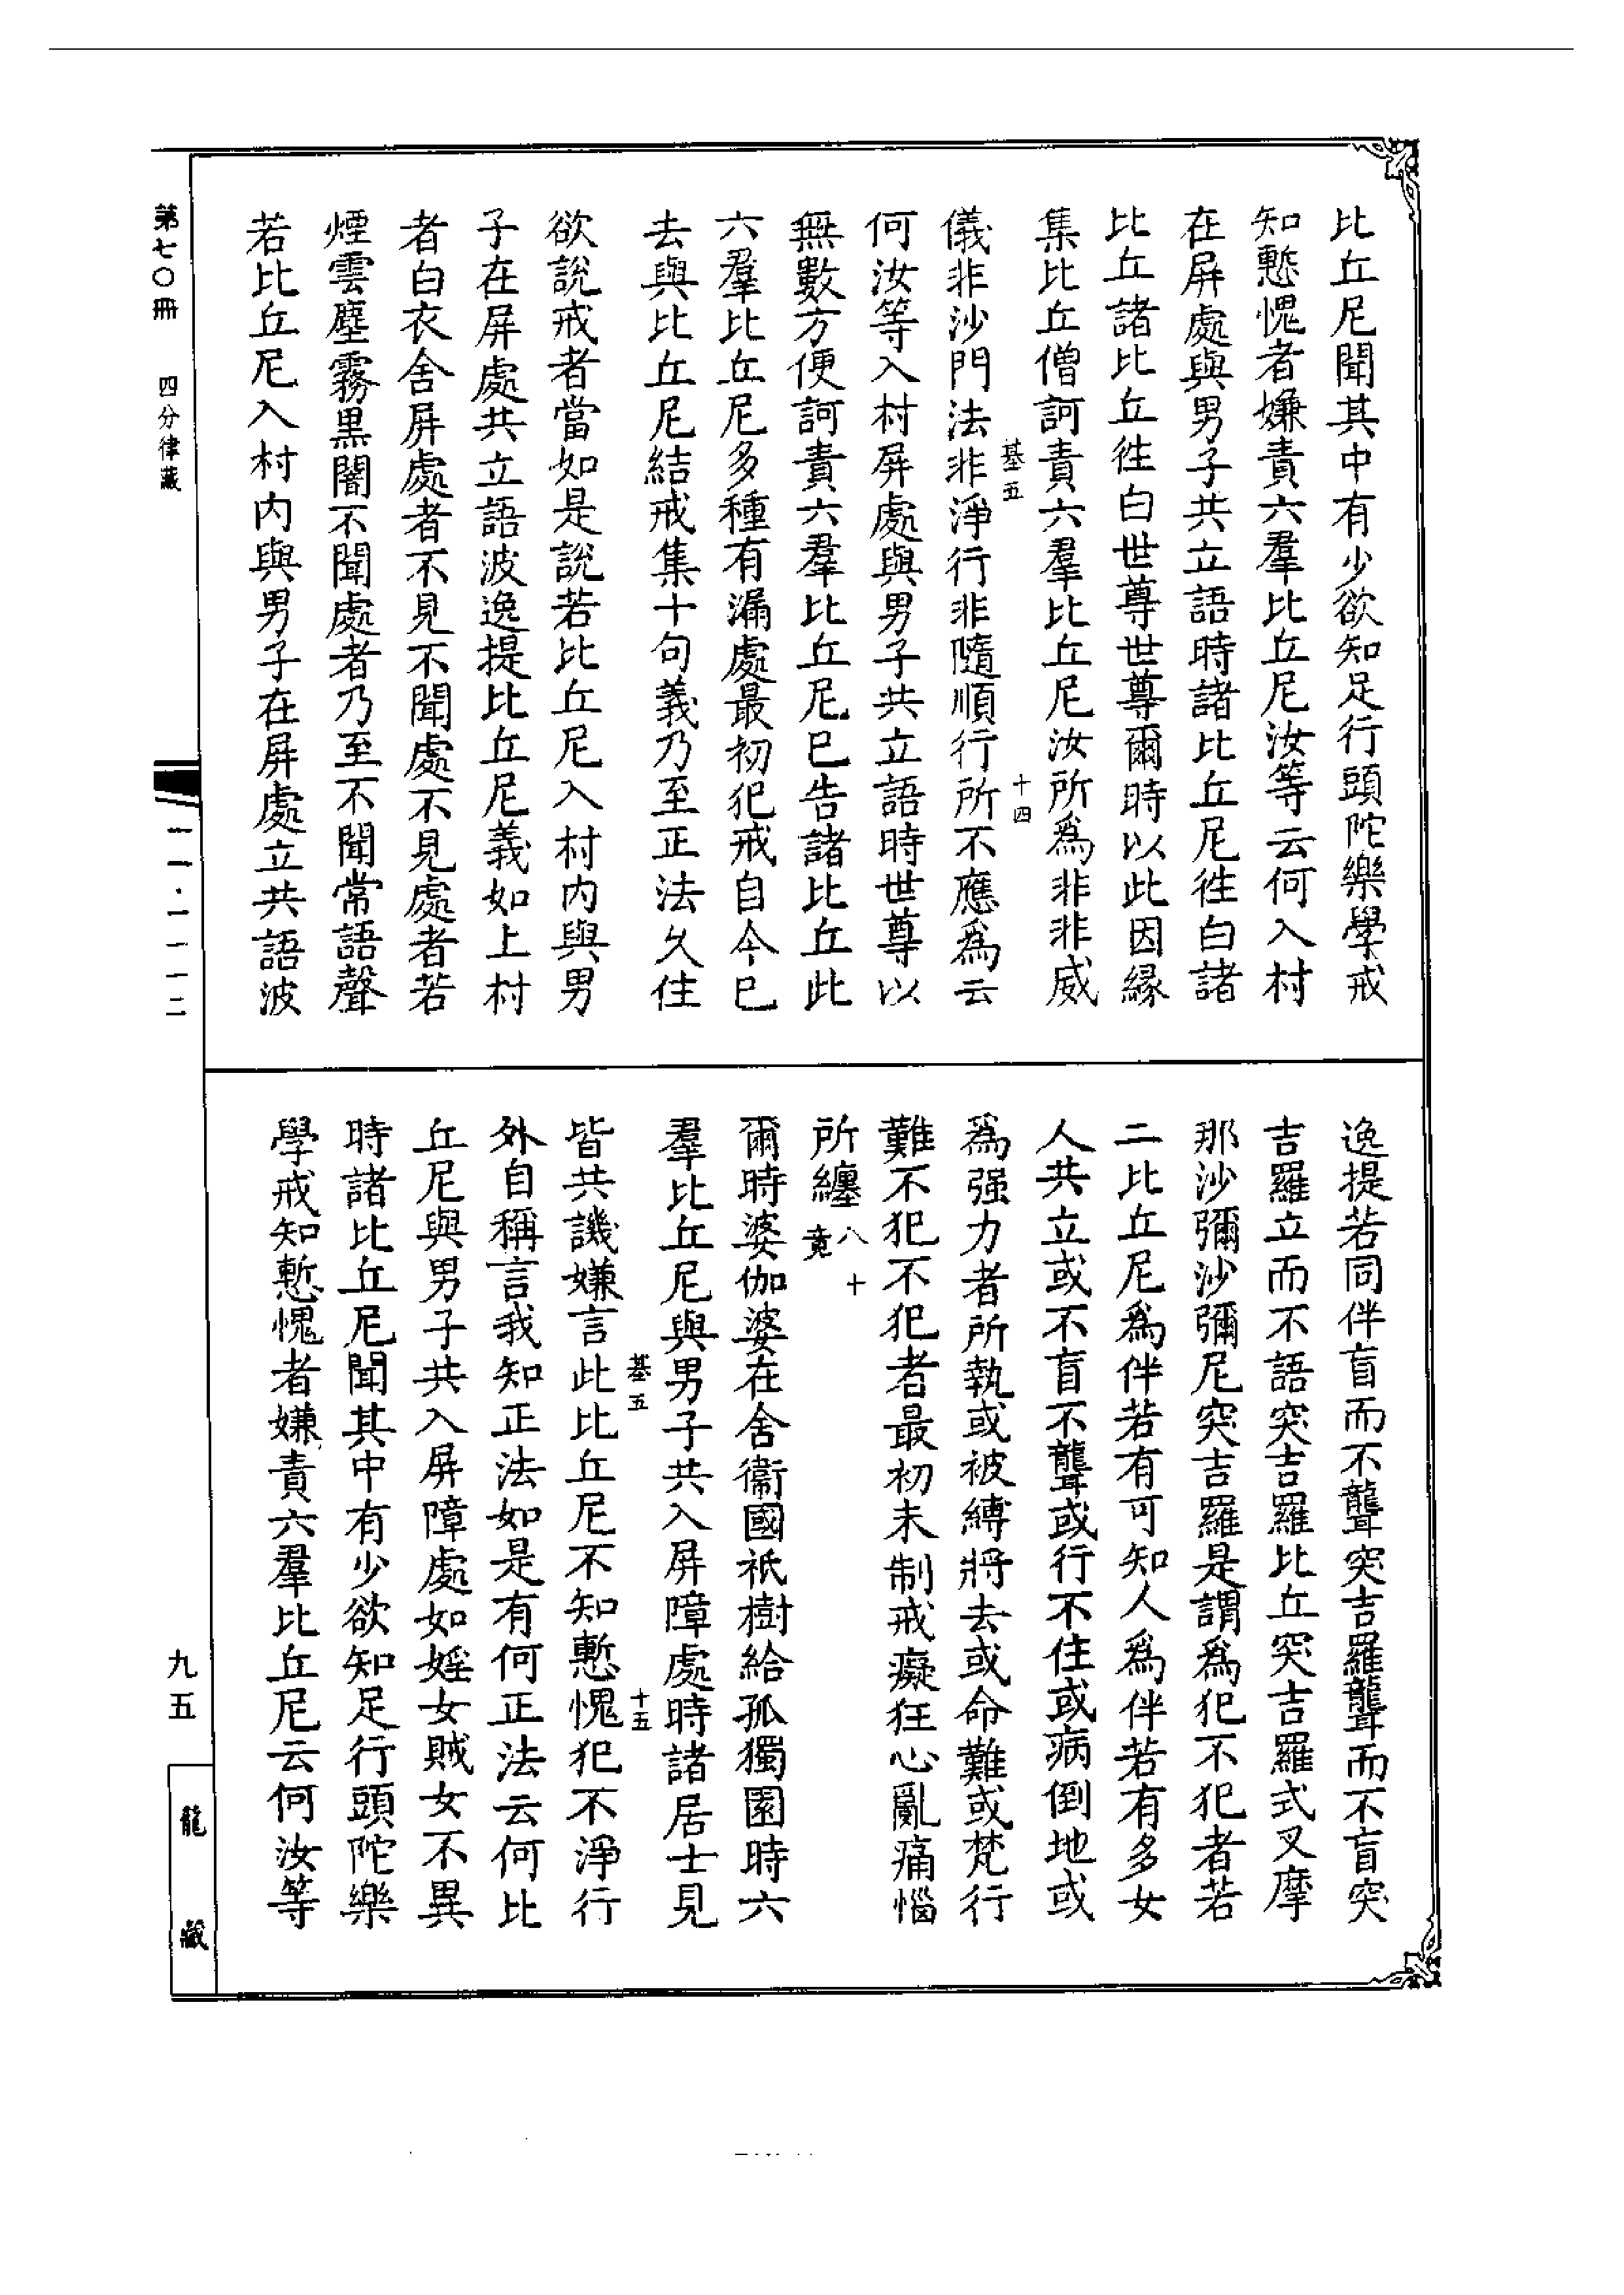 比丘尼聞其中有少欲知足行頭陀樂學戒
知慙愧者嫌責六羣比丘尼汝等云何入村
在屏處與男子共立語時諸比丘尼徃白諸
比丘諸比丘徃白世尊世尊爾時以此因緣
集比丘僧訶責六羣比丘尼汝所為非非威
基五
十四
儀非沙門法非淨行非隨順行所不應為云
何汝等入村屏處與男子共立語時世尊以
無數方便訶責六羣比丘尼已告諸比丘此
六羣比丘尼多種有漏處最初犯戒自今已
去與比丘尼結戒集十句義乃至正法久住
欲說戒者當如是說若比丘尼入村內與男
子在屏處共立語波逸提比丘尼義如上村
者白衣舍屏處者不見不聞處不見處者若
煙雲塵霧黑闇不聞處者乃至不聞常語聲
若比丘尼入村內與男子在屏處立共語波
逸提若同伴盲而不聾突吉羅聾而不盲突
吉羅立而不語突吉羅比丘突吉羅式叉摩
那沙彌沙彌尼突吉羅是謂為犯不犯者若
二比丘尼為伴若有可知人為伴若有多女
人共立或不盲不聾或行不住或病倒地或
為强力者所執或被縛將去或命難或梵行
難不犯不犯者最初未制戒癡狂心亂痛惱
所纏八十竟
爾時婆伽婆在舍衞國祇樹給孤獨園時六
羣比丘尼與男子共入屏障處時諸居士見
基五
十五
皆共譏嫌言此比丘尼不知慙愧犯不淨行
外自稱言我知正法如是有何正法云何比
丘尼與男子共入屏障處如婬女賊女不異
時諸比丘尼聞其中有少欲知足行頭陀樂
學戒知慙愧者嫌責六羣比丘尼云何汝等
第七〇冊
四分律藏
一一·一一一二
九五
龍藏